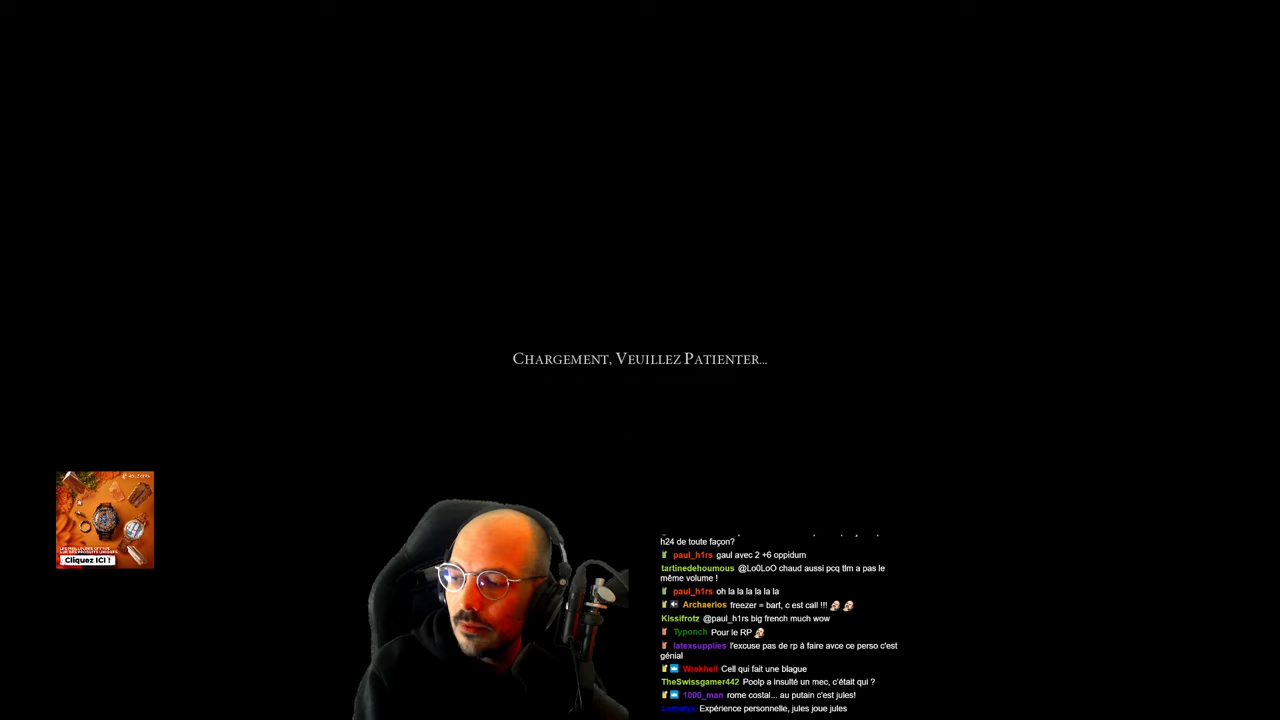 Chargement, Veuillez Patienter...
Cliquez ICI !
h24 de toute façon?
paul_h1rs gaul avec 2 +6 oppidum
tartinedehoumous @Lo0LoO chaud aussi pcq tlm a pas le
même volume !
paul_h1rs oh la la la la la la
Archaerios freezer = bart, c est call !!!
Kissifrotz @paul_h1rs big french much wow
Typonch Pour le RP
latexsupplies l'excuse pas de rp à faire avce ce perso c'est
génial
Wrekheil Cell qui fait une blague
TheSwissgamer442 Poolp a insulté un mec, c'était qui ?
1000_man rome costal... au putain c'est jules!
Expérience personnelle, jules joue jules